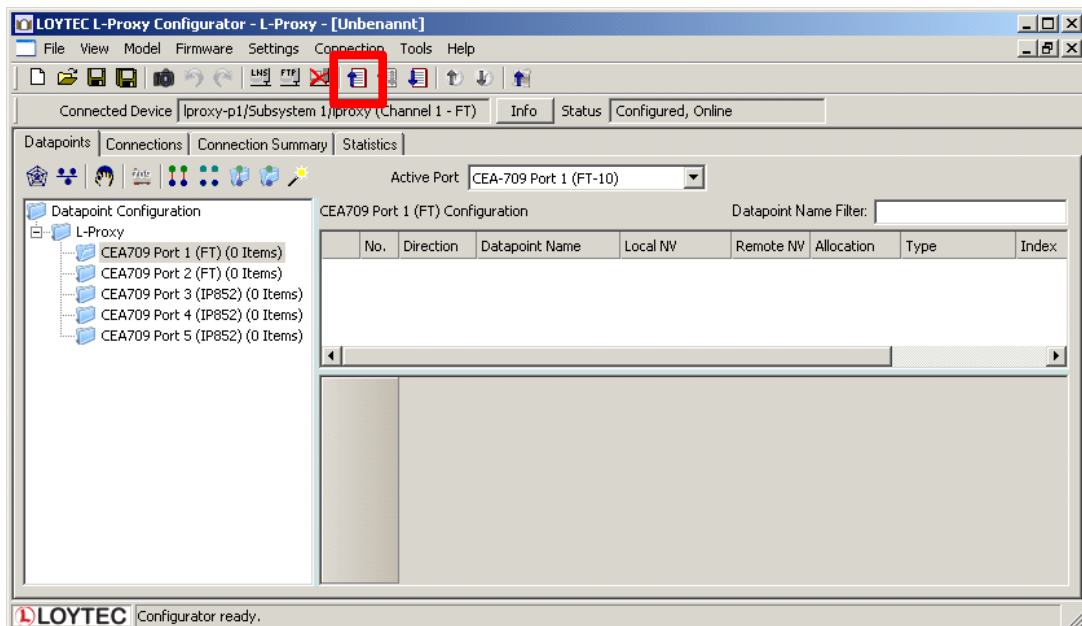 LOYTEC L-Proxy Configurator - L-Proxy - [Unbenannt]
File View Model Firmware Settings Connection Tools Help
LNS FTP
Connected Device lproxy-p1/Subsystem 1/lproxy (Channel 1 - FT) Info Status Configured, Online
Datapoints Connections Connection Summary Statistics
Active Port CEA-709 Port 1 (FT-10)
Datapoint Configuration
L-Proxy
CEA709 Port 1 (FT) (0 Items)
CEA709 Port 2 (FT) (0 Items)
CEA709 Port 3 (IP852) (0 Items)
CEA709 Port 4 (IP852) (0 Items)
CEA709 Port 5 (IP852) (0 Items)
CEA709 Port 1 (FT) Configuration Datapoint Name Filter:
No. Direction Datapoint Name Local NV Remote NV Allocation Type Index
LOYTEC Configurator ready.